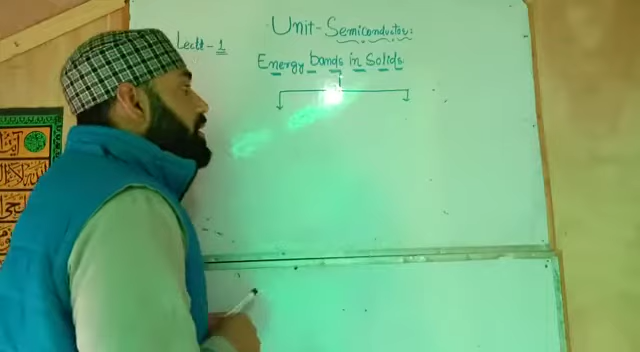 Unit-Semiconductor:
Lect - 1
Energy bands in Solids